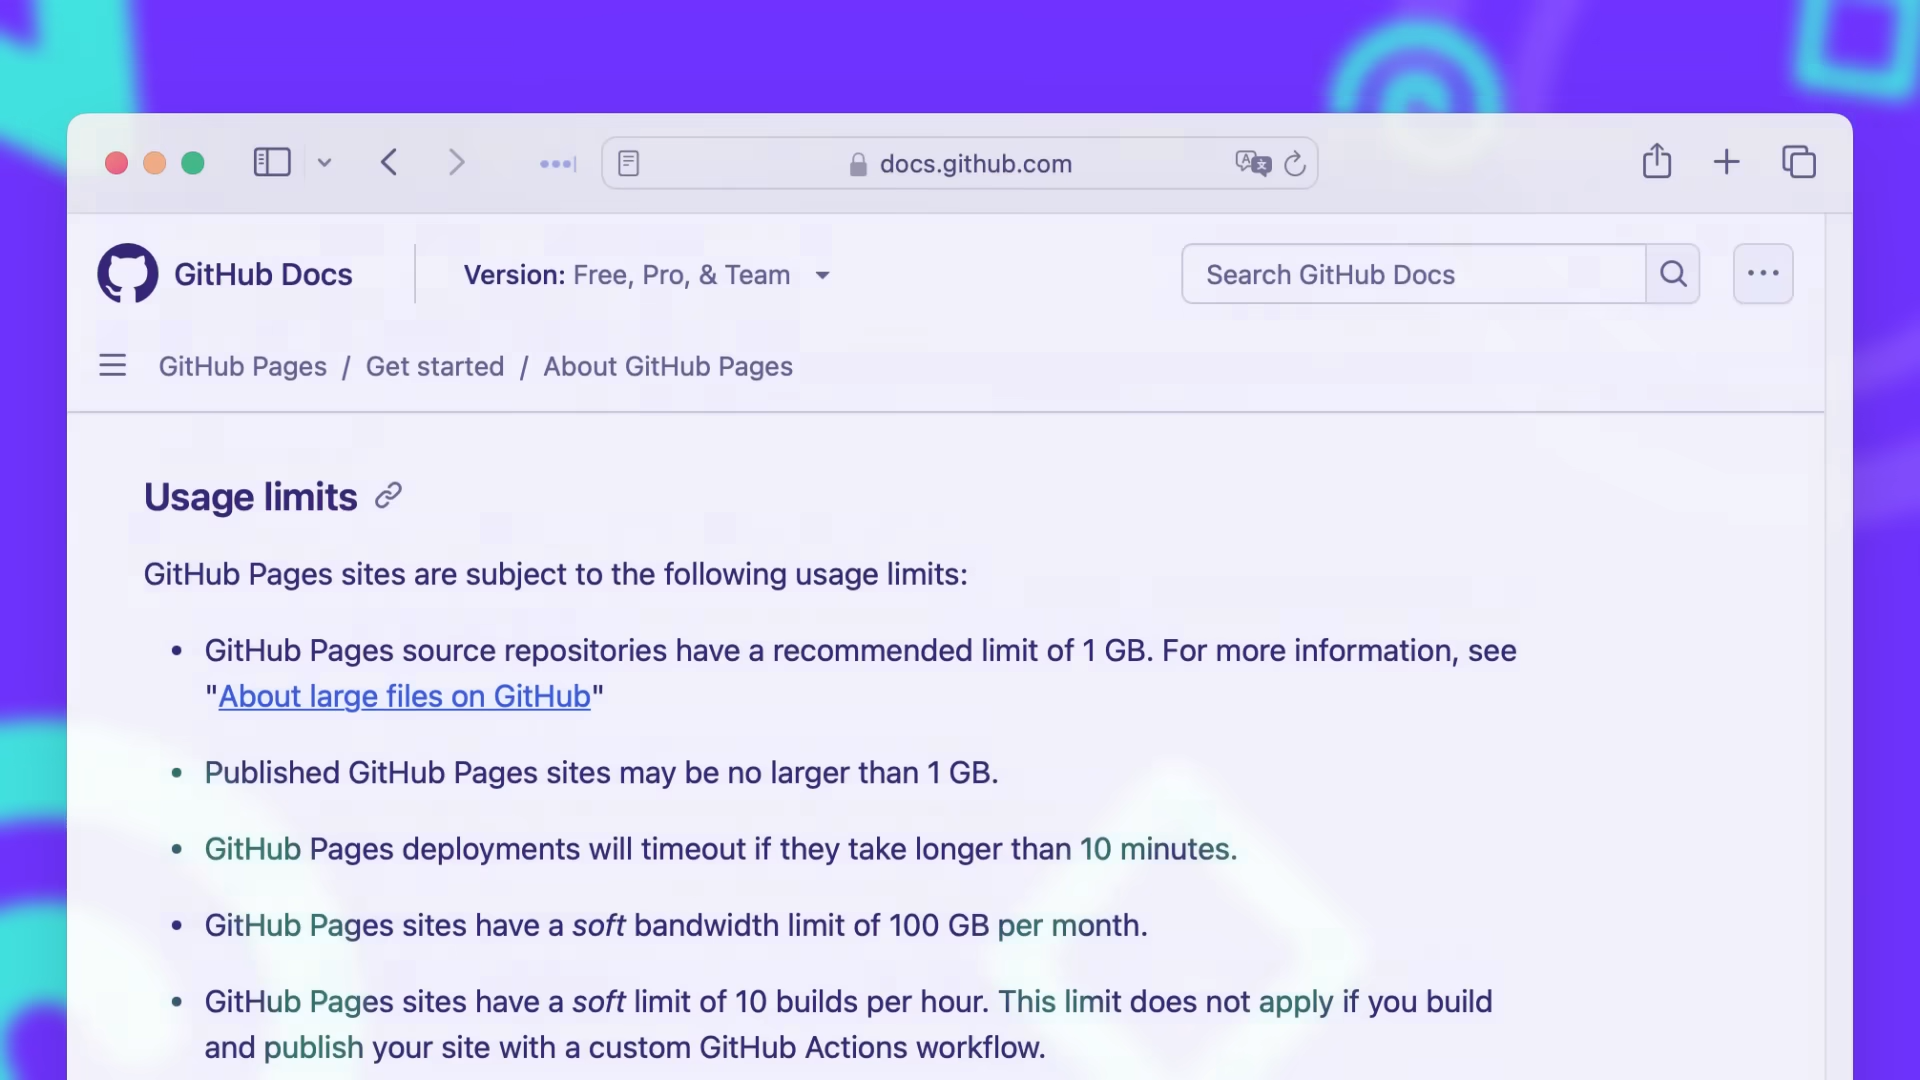 docs.github.com
GitHub Docs
Version: Free, Pro, & Team
Search GitHub Docs
GitHub Pages / Get started / About GitHub Pages
Usage limits
GitHub Pages sites are subject to the following usage limits:
• GitHub Pages source repositories have a recommended limit of 1 GB. For more information, see
"About large files on GitHub"
• Published GitHub Pages sites may be no larger than 1 GB.
• GitHub Pages deployments will timeout if they take longer than 10 minutes.
• GitHub Pages sites have a soft bandwidth limit of 100 GB per month.
• GitHub Pages sites have a soft limit of 10 builds per hour. This limit does not apply if you build
and publish your site with a custom GitHub Actions workflow.